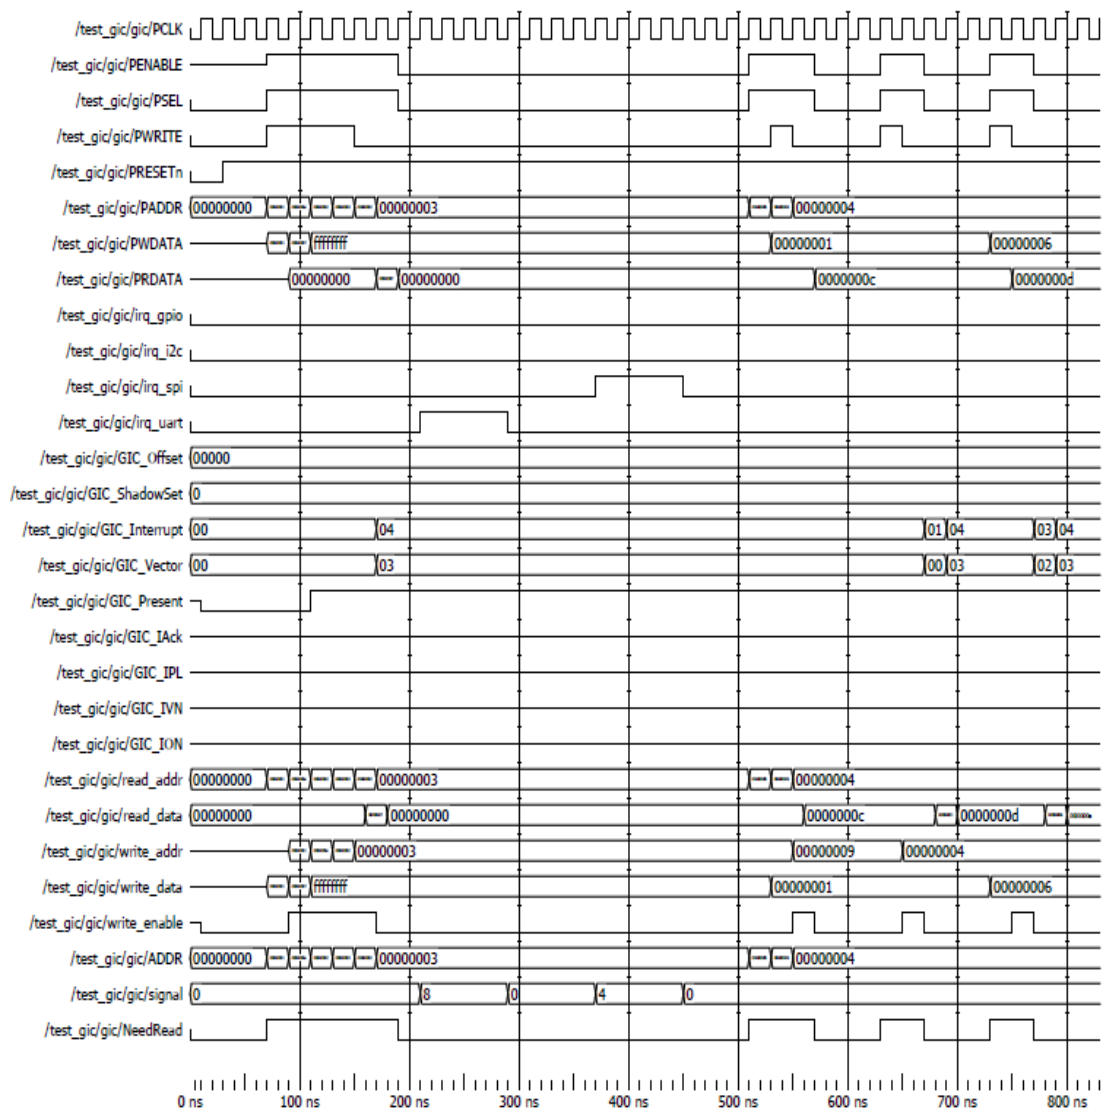 /test_gic/gic/PCLK
/test_gic/gic/PENABLE
/test_gic/gic/PSEL
/test_gic/gic/PWRITE
/test_gic/gic/PRESETn
/test_gic/gic/PADDR 00000000 00000003 00000004
/test_gic/gic/PWDATA ffffffff 00000001 00000006
/test_gic/gic/PRDATA 00000000 00000000 0000000c 0000000d
/test_gic/gic/irq_gpio
/test_gic/gic/irq_i2c
/test_gic/gic/irq_spi
/test_gic/gic/irq_uart
/test_gic/gic/GIC_Offset 00000
/test_gic/gic/GIC_ShadowSet 0
/test_gic/gic/GIC_Interrupt 00 04 01 04 03 04
/test_gic/gic/GIC_Vector 00 03 00 03 02 03
/test_gic/gic/GIC_Present
/test_gic/gic/GIC_IAck
/test_gic/gic/GIC_IPL
/test_gic/gic/GIC_IVN
/test_gic/gic/GIC_ION
/test_gic/gic/read_addr 00000000 00000003 00000004
/test_gic/gic/read_data 00000000 00000000 0000000c 0000000d
/test_gic/gic/write_addr 00000003 00000009 00000004
/test_gic/gic/write_data ffffffff 00000001 00000006
/test_gic/gic/write_enable
/test_gic/gic/ADDR 00000000 00000003 00000004
/test_gic/gic/signal 0 8 0 4 0
/test_gic/gic/NeedRead
0 ns 100 ns 200 ns 300 ns 400 ns 500 ns 600 ns 700 ns 800 ns